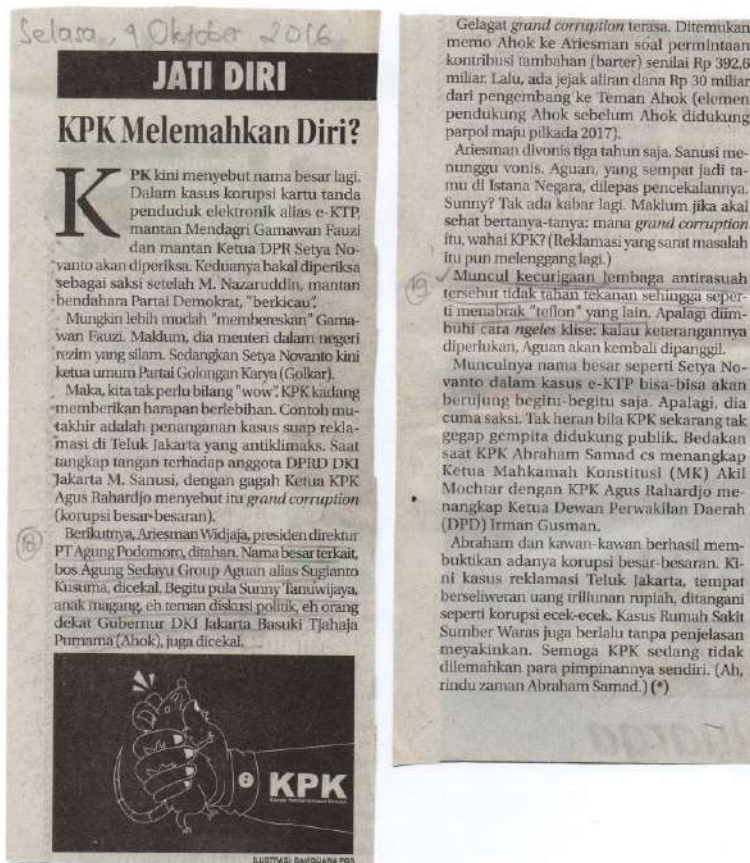 Selasa, 4 Oktober 2016
JATI DIRI
KPK Melemahkan Diri?
KPK kini menyebut nama besar lagi.
Dalam kasus korupsi kartu tanda
penduduk elektronik alias e-KTP,
mantan Mendagri Gamawan Fauzi
dan mantan Ketua DPR Setya No-
vanto akan diperiksa. Keduanya bakal diperiksa
sebagai saksi setelah M. Nazaruddin, mantan
bendahara Partai Demokrat, "berkicau".
Mungkin lebih mudah "membereskan" Gama-
wan Fauzi. Maklum, dia menteri dalam negeri
rezim yang silam. Sedangkan Setya Novanto kini
ketua umum Partai Golongan Karya (Golkar).
Maka, kita tak perlu bilang "wow". KPK kadang
memberikan harapan berlebihan. Contoh mu-
takhir adalah penanganan kasus suap rekla-
masi di Teluk Jakarta yang antiklimaks. Saat
tangkap tangan terhadap anggota DPRD DKI
Jakarta M. Sanusi, dengan gagah Ketua KPK
Agus Rahardjo menyebut itu grand corruption
(korupsi besar-besaran).
18 Berikutnya, Ariesman Widjaja, presiden direktur
PT Agung Podomoro, ditahan. Nama besar terkait,
bos Agung Sedayu Group Aguan alias Sugianto
Kusuma, dicekal. Begitu pula Sunny Tanuwijaya,
anak magang, eh teman diskusi politik, eh orang
dekat Gubernur DKI Jakarta Basuki Tjahaja
Purnama (Ahok), juga dicekal.
KPK
ILUSTRASI: BAGUS/JAWA POS
Gelagat grand corruption terasa. Ditemukan
memo Ahok ke Ariesman soal permintaan
kontribusi tambahan (barter) senilai Rp 392,6
miliar. Lalu, ada jejak aliran dana Rp 30 miliar
dari pengembang ke Teman Ahok (elemen
pendukung Ahok sebelum Ahok didukung
parpol maju pilkada 2017).
Ariesman divonis tiga tahun saja. Sanusi me-
nunggu vonis. Aguan, yang sempat jadi ta-
mu di Istana Negara, dilepas pencekalannya.
Sunny? Tak ada kabar lagi. Maklum jika akal
sehat bertanya-tanya: mana grand corruption
itu, wahai KPK? (Reklamasi yang sarat masalah
itu pun melenggang lagi.)
19 Muncul kecurigaan lembaga antirasuah
tersebut tidak tahan tekanan sehingga seper-
ti menabrak "teflon" yang lain. Apalagi diim-
buhi cara ngeles klise: kalau keterangannya
diperlukan, Aguan akan kembali dipanggil.
Munculnya nama besar seperti Setya No-
vanto dalam kasus e-KTP bisa-bisa akan
berujung begitu-begitu saja. Apalagi, dia
cuma saksi. Tak heran bila KPK sekarang tak
gegap gempita didukung publik. Bedakan
saat KPK Abraham Samad cs menangkap
Ketua Mahkamah Konstitusi (MK) Akil
Mochtar dengan KPK Agus Rahardjo me-
nangkap Ketua Dewan Perwakilan Daerah
(DPD) Irman Gusman.
Abraham dan kawan-kawan berhasil mem-
buktikan adanya korupsi besar-besaran. Ki-
ni kasus reklamasi Teluk Jakarta, tempat
berseliweran uang triliunan rupiah, ditangani
seperti korupsi ecek-ecek. Kasus Rumah Sakit
Sumber Waras juga berlalu tanpa penjelasan
meyakinkan. Semoga KPK sedang tidak
dilemahkan para pimpinannya sendiri. (Ah,
rindu zaman Abraham Samad.) (*)